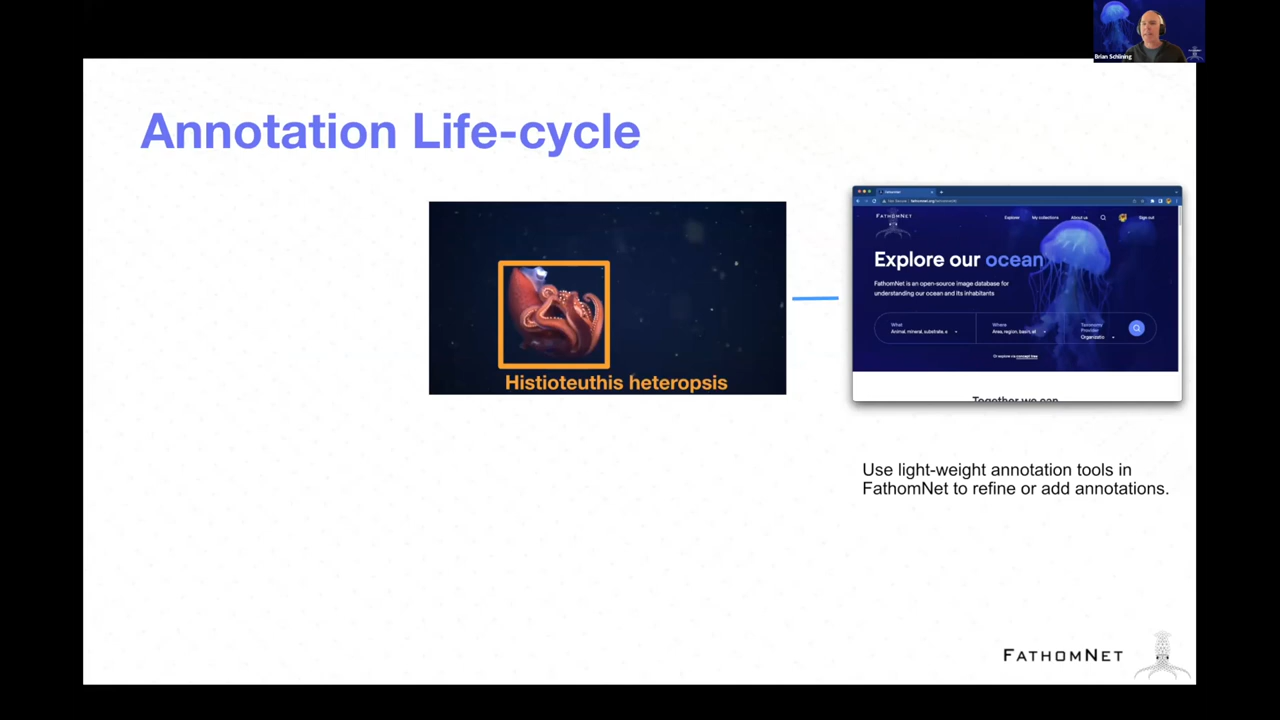 Brian Schlining
Annotation Life-cycle
Histioteuthis heteropsis
FathomNet
FATHOMNET
Explorer
My collections
About us
Sign out
Explore our ocean
FathomNet is an open-source image database for
understanding our ocean and its inhabitants
What
Animal, mineral, substrate, e
Where
Area, region, basin, et
Taxonomy
Provider
Organizatio
Or explore via concept tree
Together we can
Use light-weight annotation tools in
FathomNet to refine or add annotations.
FATHOMNET